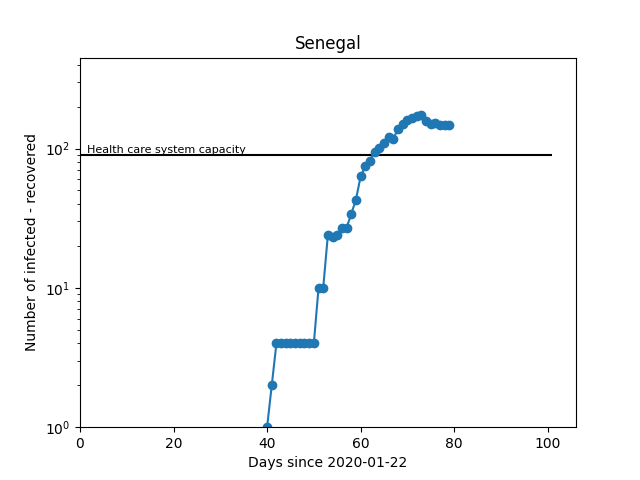 Senegal
Number of infected - recovered
10²
10¹
10⁰
Health care system capacity
0 20 40 60 80 100
Days since 2020-01-22